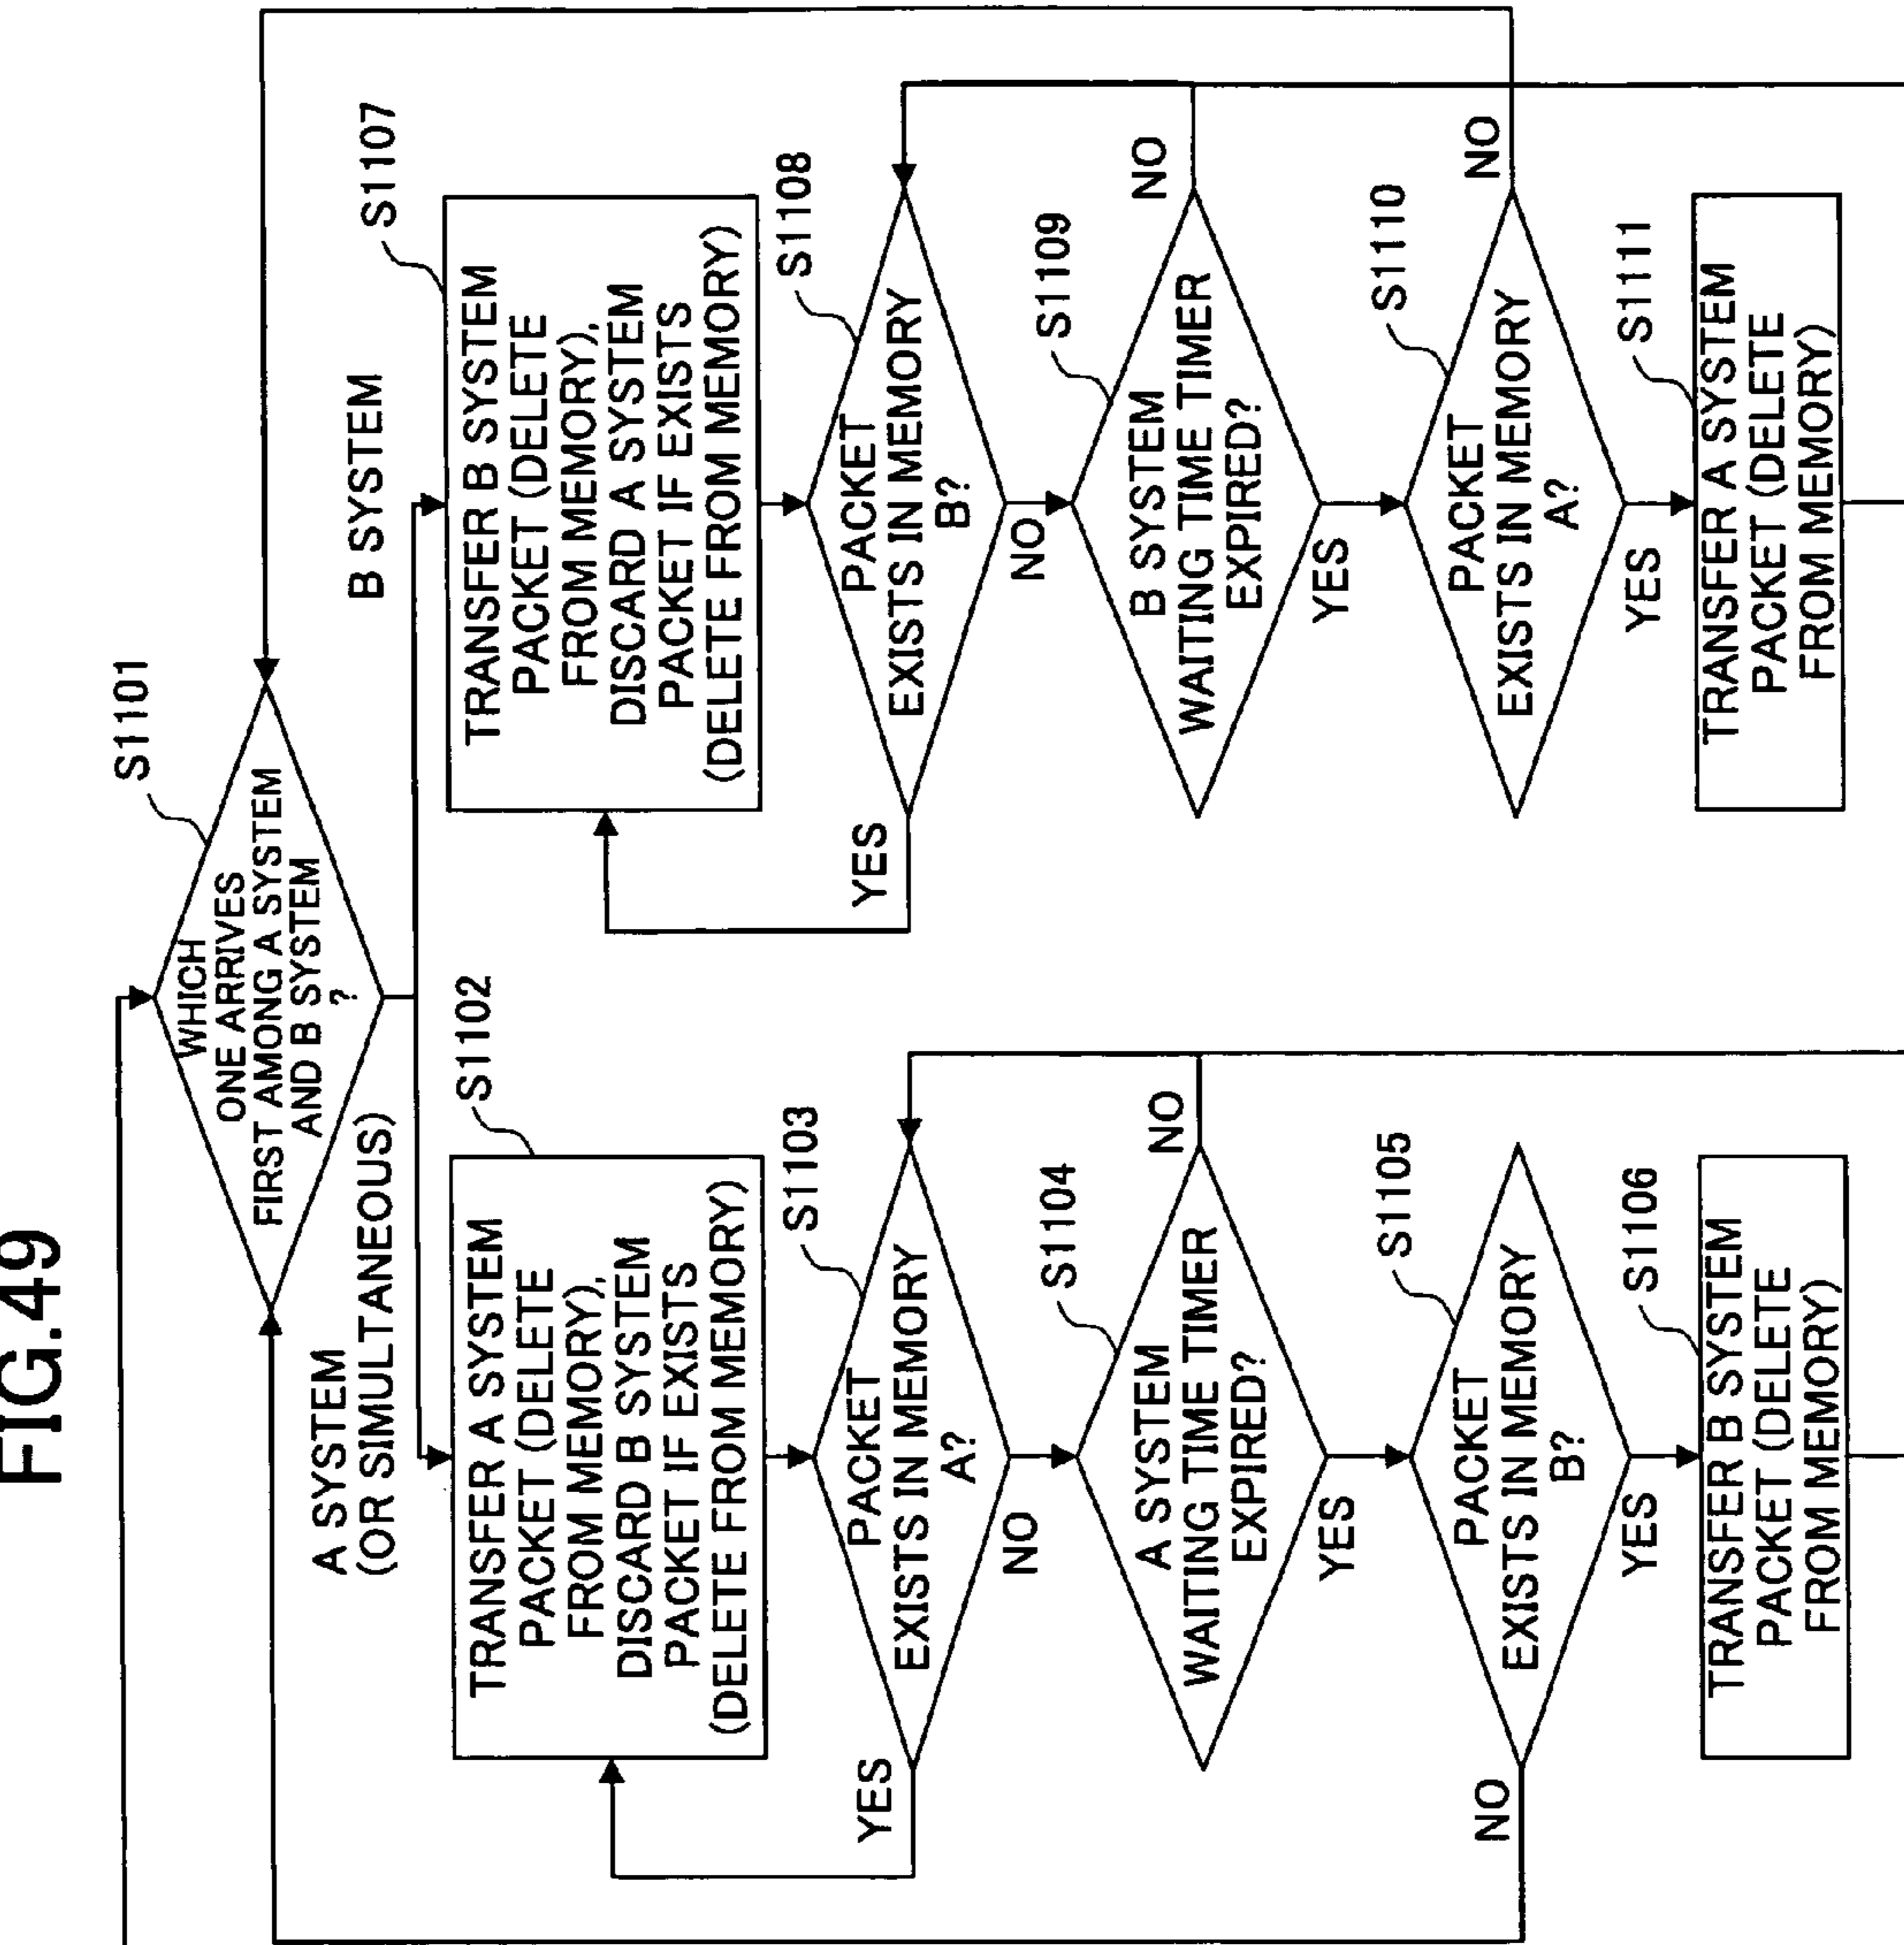 FIG.49
S1101
WHICH
ONE ARRIVES
FIRST AMONG A SYSTEM
AND B SYSTEM
?
A SYSTEM
(OR SIMULTANEOUS)
B SYSTEM
S1102
TRANSFER A SYSTEM
PACKET (DELETE
FROM MEMORY),
DISCARD B SYSTEM
PACKET IF EXISTS
(DELETE FROM MEMORY)
S1103
PACKET
EXISTS IN MEMORY
A?
YES
NO
S1104
A SYSTEM
WAITING TIME TIMER
EXPIRED?
NO
YES
S1105
PACKET
EXISTS IN MEMORY
B?
NO
YES
S1106
TRANSFER B SYSTEM
PACKET (DELETE
FROM MEMORY)
S1107
TRANSFER B SYSTEM
PACKET (DELETE
FROM MEMORY),
DISCARD A SYSTEM
PACKET IF EXISTS
(DELETE FROM MEMORY)
S1108
PACKET
EXISTS IN MEMORY
B?
YES
NO
S1109
B SYSTEM
WAITING TIME TIMER
EXPIRED?
NO
YES
S1110
PACKET
EXISTS IN MEMORY
A?
NO
YES
S1111
TRANSFER A SYSTEM
PACKET (DELETE
FROM MEMORY)